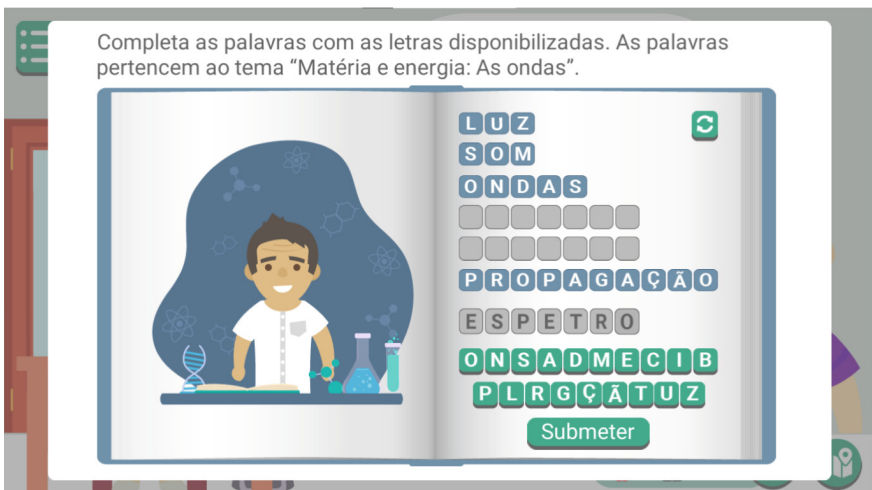 Completa as palavras com as letras disponibilizadas. As palavras
pertencem ao tema “Matéria e energia: As ondas”.
LUZ
SOM
ONDAS
PROPAGAÇÃO
ESPETRO
ONSADMECIB
PLRGÇÃTUZ
Submeter